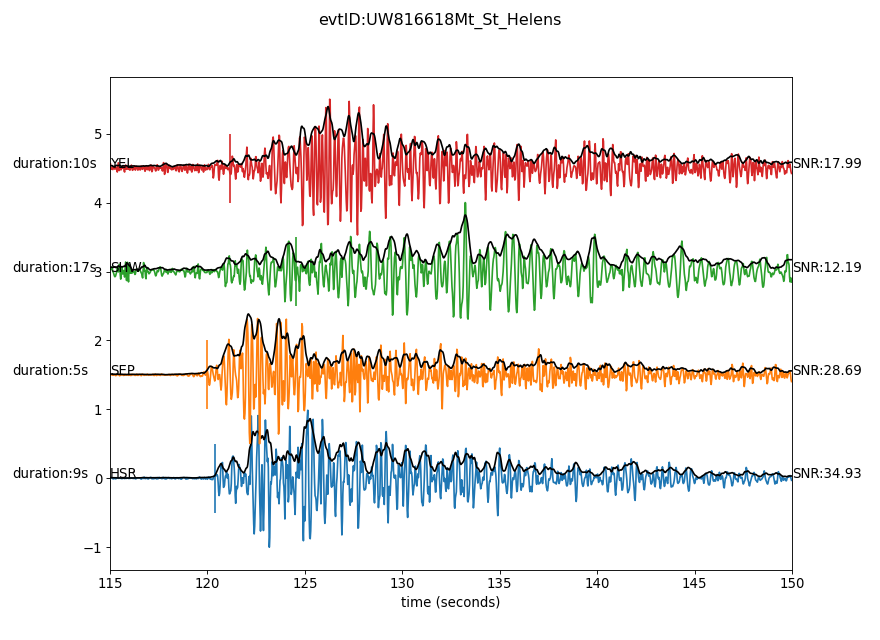 evtID:UW816618Mt_St_Helens
5
duration:10s YEL SNR:17.99
4
duration:17s 3 SNR:12.19
2
duration:5s SEP SNR:28.69
1
duration:9s 0 HSR SNR:34.93
−1
115 120 125 130 135 140 145 150
time (seconds)